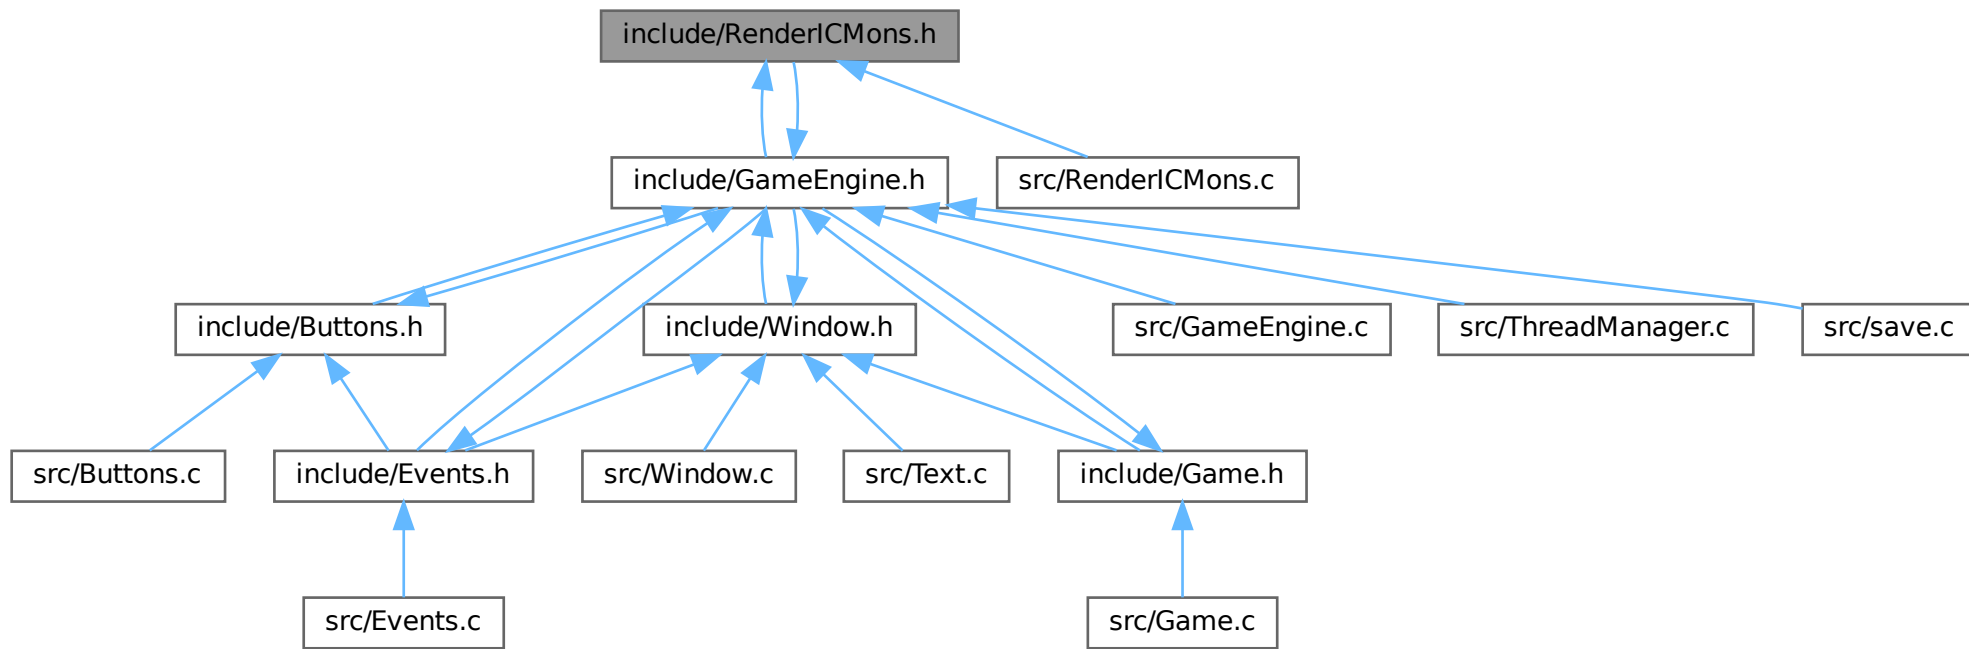 include/RenderICMons.h
include/GameEngine.h
src/RenderICMons.c
include/Buttons.h
include/Window.h
src/GameEngine.c
src/ThreadManager.c
src/save.c
src/Buttons.c
include/Events.h
src/Window.c
src/Text.c
include/Game.h
src/Events.c
src/Game.c